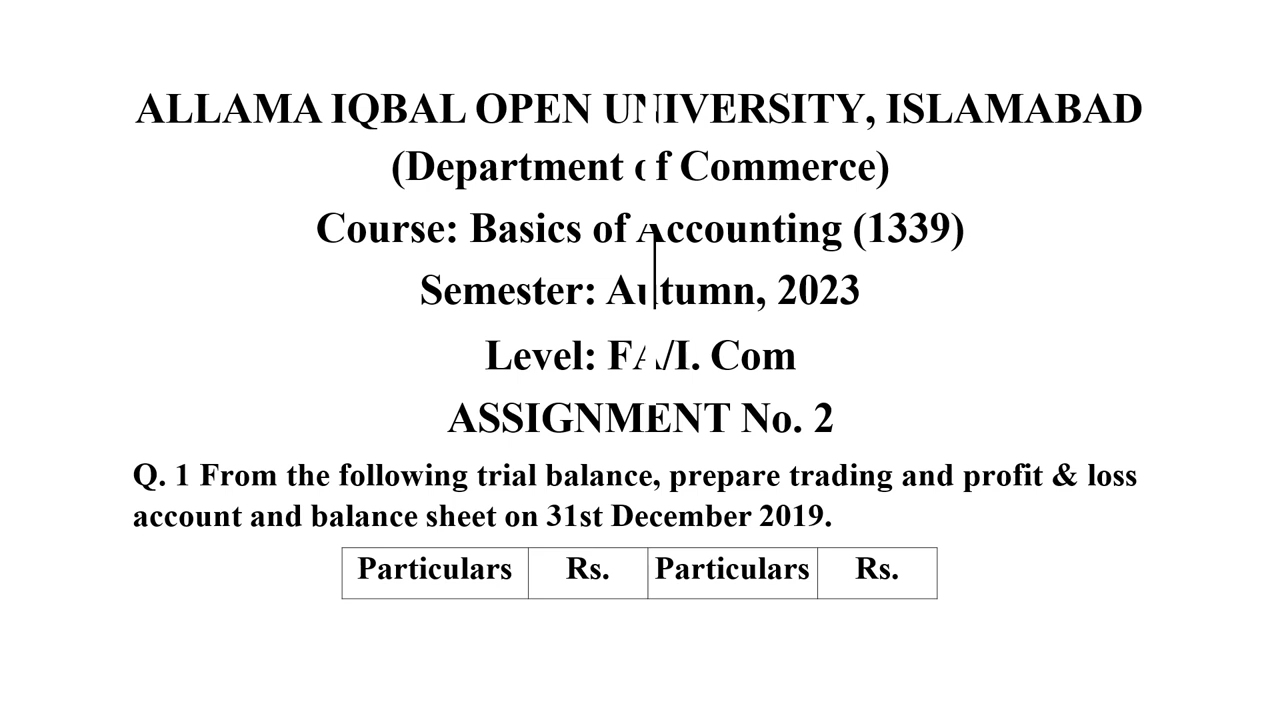 ALLAMA IQBAL OPEN UNIVERSITY, ISLAMABAD
(Department of Commerce)
Course: Basics of Accounting (1339)
Semester: Autumn, 2023
Level: FA/I. Com
ASSIGNMENT No. 2
Q. 1 From the following trial balance, prepare trading and profit & loss
account and balance sheet on 31st December 2019.
Particulars Rs. Particulars Rs.